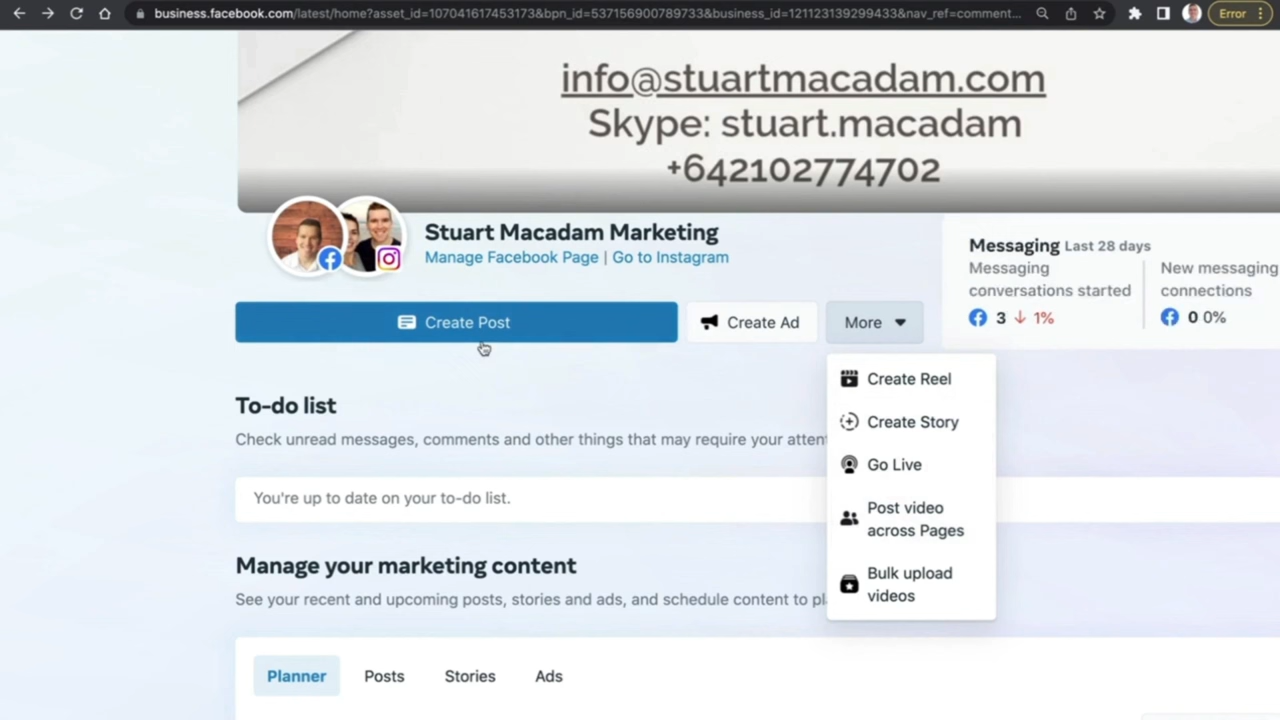 business.facebook.com/latest/home?asset_id=107041617453173&bpn_id=537156900789733&business_id=121123139299433&nav_ref=comment...
Error
info@stuartmacadam.com
Skype: stuart.macadam
+642102774702
Stuart Macadam Marketing
Manage Facebook Page | Go to Instagram
Create Post
Create Ad
More
Messaging Last 28 days
Messaging
conversations started
3 ↓ 1%
New messaging
connections
0 0%
Create Reel
Create Story
Go Live
Post video
across Pages
Bulk upload
videos
To-do list
Check unread messages, comments and other things that may require your atten
You're up to date on your to-do list.
Manage your marketing content
See your recent and upcoming posts, stories and ads, and schedule content to pl
Planner
Posts
Stories
Ads